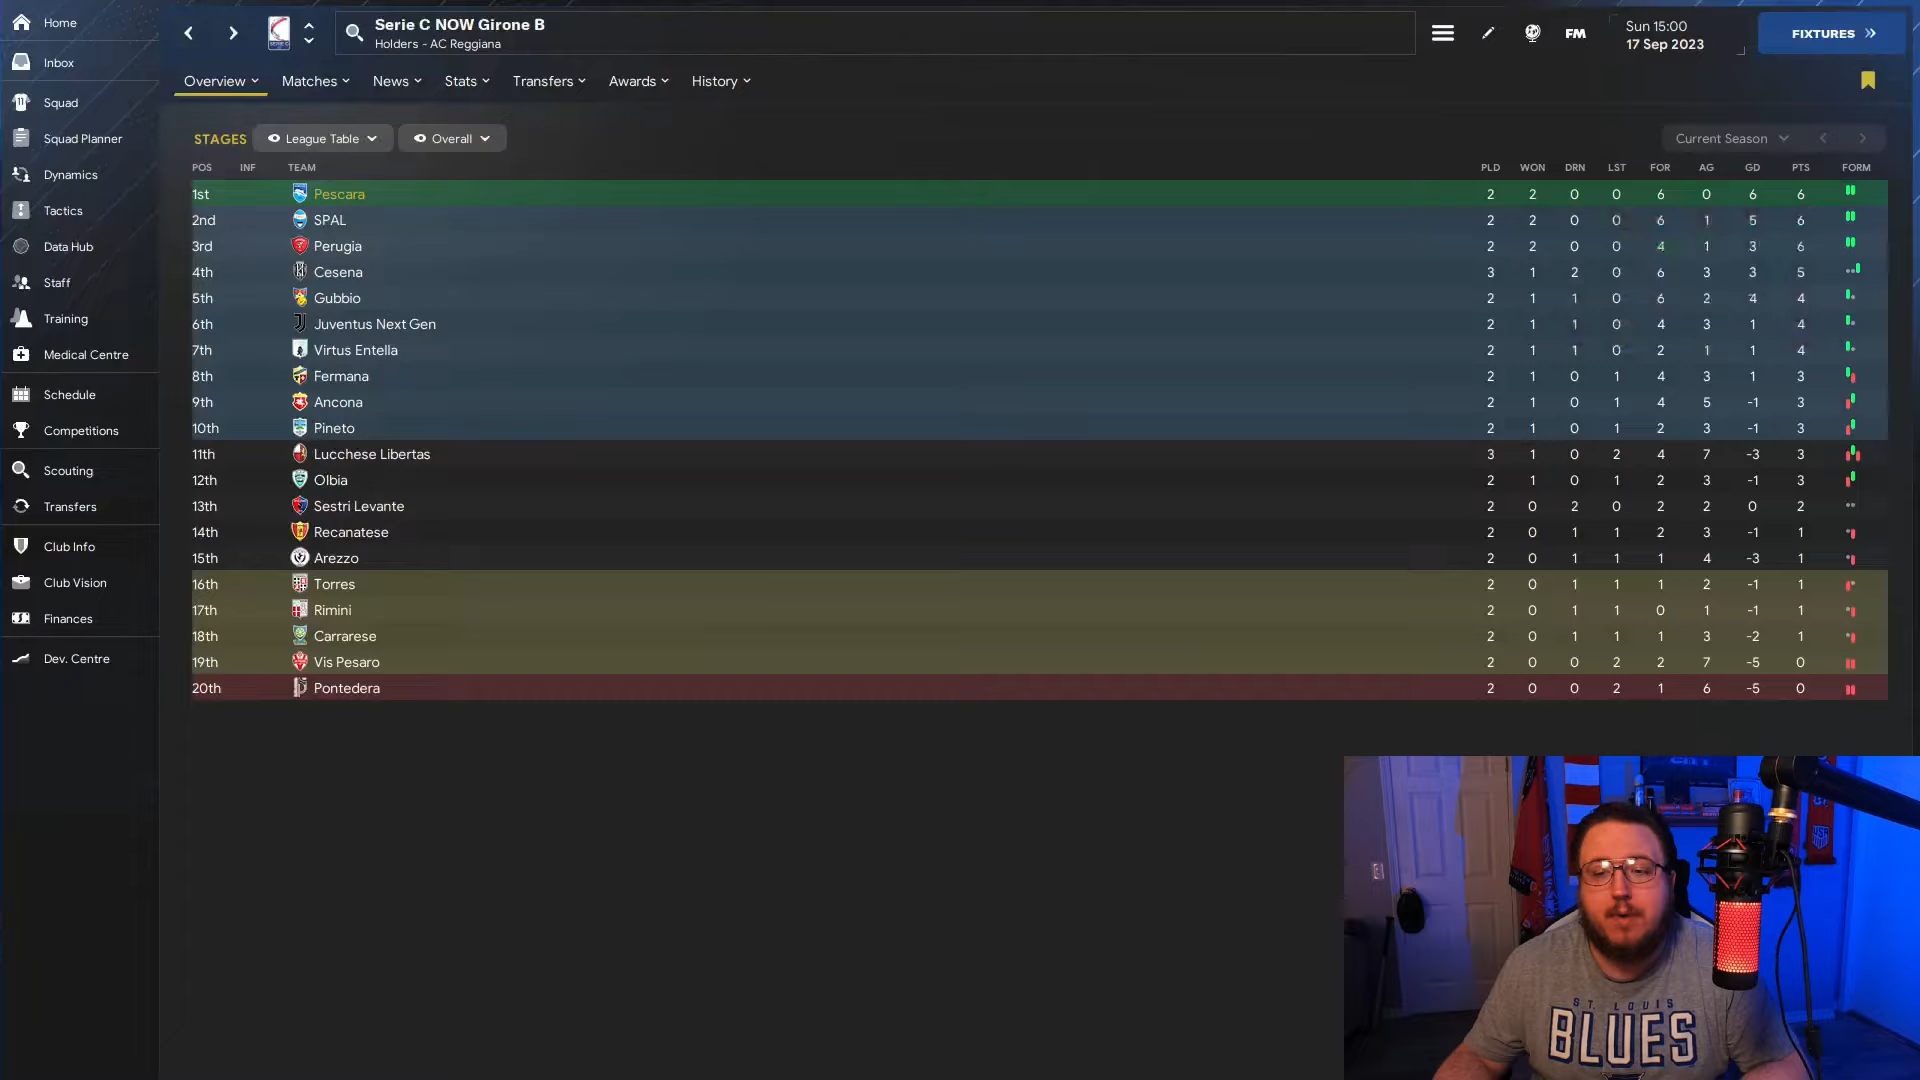 Home
Inbox
Squad
Squad Planner
Dynamics
Tactics
Data Hub
Staff
Training
Medical Centre
Schedule
Competitions
Scouting
Transfers
Club Info
Club Vision
Finances
Dev. Centre
Serie C NOW Girone B
Holders - AC Reggiana
FM
Sun 15:00
17 Sep 2023
FIXTURES
Overview Matches News Stats Transfers Awards History
STAGES League Table Overall Current Season
POS INF TEAM PLD WON DRN LST FOR AG GD PTS FORM
1st Pescara 2 2 0 0 6 0 6 6
2nd SPAL 2 2 0 0 6 1 5 6
3rd Perugia 2 2 0 0 4 1 3 6
4th Cesena 3 1 2 0 6 3 3 5
5th Gubbio 2 1 1 0 6 2 4 4
6th Juventus Next Gen 2 1 1 0 4 3 1 4
7th Virtus Entella 2 1 1 0 2 1 1 4
8th Fermana 2 1 0 1 4 3 1 3
9th Ancona 2 1 0 1 4 5 -1 3
10th Pineto 2 1 0 1 2 3 -1 3
11th Lucchese Libertas 3 1 0 2 4 7 -3 3
12th Olbia 2 1 0 1 2 3 -1 3
13th Sestri Levante 2 0 2 0 2 2 0 2
14th Recanatese 2 0 1 1 2 3 -1 1
15th Arezzo 2 0 1 1 1 4 -3 1
16th Torres 2 0 1 1 1 2 -1 1
17th Rimini 2 0 1 1 0 1 -1 1
18th Carrarese 2 0 1 1 1 3 -2 1
19th Vis Pesaro 2 0 0 2 2 7 -5 0
20th Pontedera 2 0 0 2 1 6 -5 0
ST. LOUIS
BLUES